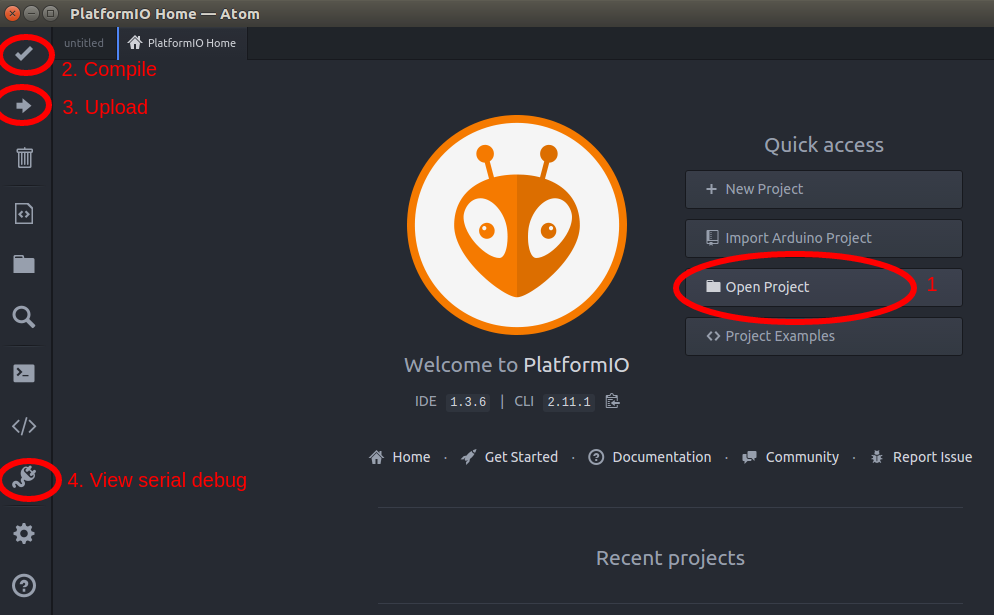 PlatformIO Home — Atom
untitled
PlatformIO Home
2. Compile
3. Upload
Quick access
New Project
Import Arduino Project
Open Project
1
Project Examples
Welcome to PlatformIO
IDE 1.3.6 | CLI 2.11.1
Home · Get Started · Documentation · Community · Report Issue
4. View serial debug
Recent projects